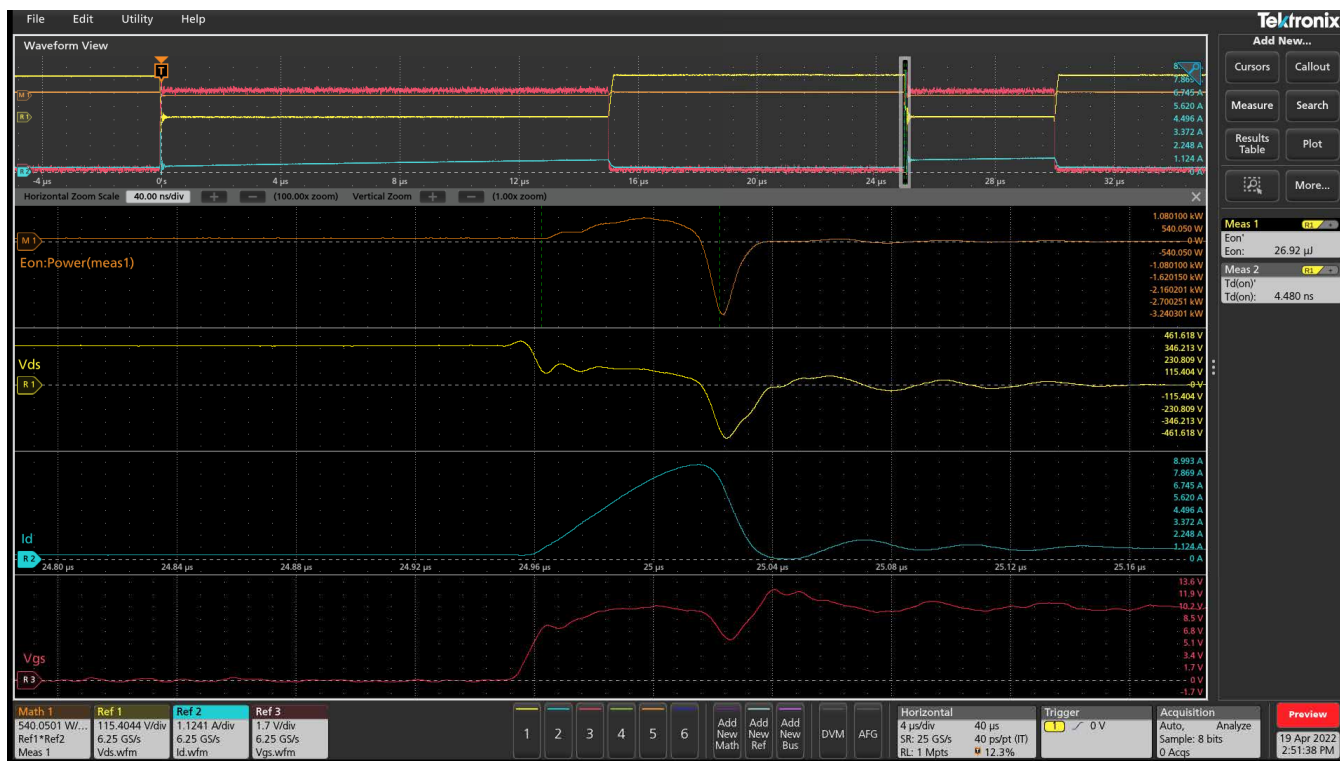 File Edit Utility Help
Tektronix
Waveform View
Add New...
Cursors Callout
Measure Search
Results Table Plot
More...
T
M 1
R 1
R 2
7.869 A
6.745 A
5.620 A
4.496 A
3.372 A
2.248 A
1.124 A
0 A
-4 µs 0 s 4 µs 8 µs 12 µs 16 µs 20 µs 24 µs 28 µs 32 µs
Horizontal Zoom Scale 40.00 ns/div + — (100.00x zoom) Vertical Zoom + — (1.00x zoom) X
M 1
Eon:Power(meas1)
1.080100 kW
540.050 W
0 W
-540.050 W
-1.080100 kW
-1.620150 kW
-2.160201 kW
-2.700251 kW
-3.240301 kW
Meas 1 R1
Eon'
Eon: 26.92 µJ
Meas 2 R1
Td(on)'
Td(on): 4.480 ns
Vds
R 1
461.618 V
346.213 V
230.809 V
115.404 V
0 V
-115.404 V
-230.809 V
-346.213 V
-461.618 V
Id
R 2
8.993 A
7.869 A
6.745 A
5.620 A
4.496 A
3.372 A
2.248 A
1.124 A
0 A
24.80 µs 24.84 µs 24.88 µs 24.92 µs 24.96 µs 25 µs 25.04 µs 25.08 µs 25.12 µs 25.16 µs
Vgs
R 3
13.6 V
11.9 V
10.2 V
8.5 V
6.8 V
5.1 V
3.4 V
1.7 V
0 V
-1.7 V
Math 1
540.0501 W/...
Ref1*Ref2
Meas 1
Ref 1
115.4044 V/div
6.25 GS/s
Vds.wfm
Ref 2
1.1241 A/div
6.25 GS/s
Id.wfm
Ref 3
1.7 V/div
6.25 GS/s
Vgs.wfm
1 2 3 4 5 6
Add New Math
Add New Ref
Add New Bus
DVM AFG
Horizontal
4 µs/div 40 µs
SR: 25 GS/s 40 ps/pt (IT)
RL: 1 Mpts 12.3%
Trigger
1 0 V
Acquisition
Auto, Analyze
Sample: 8 bits
0 Acqs
Preview
19 Apr 2022
2:51:38 PM